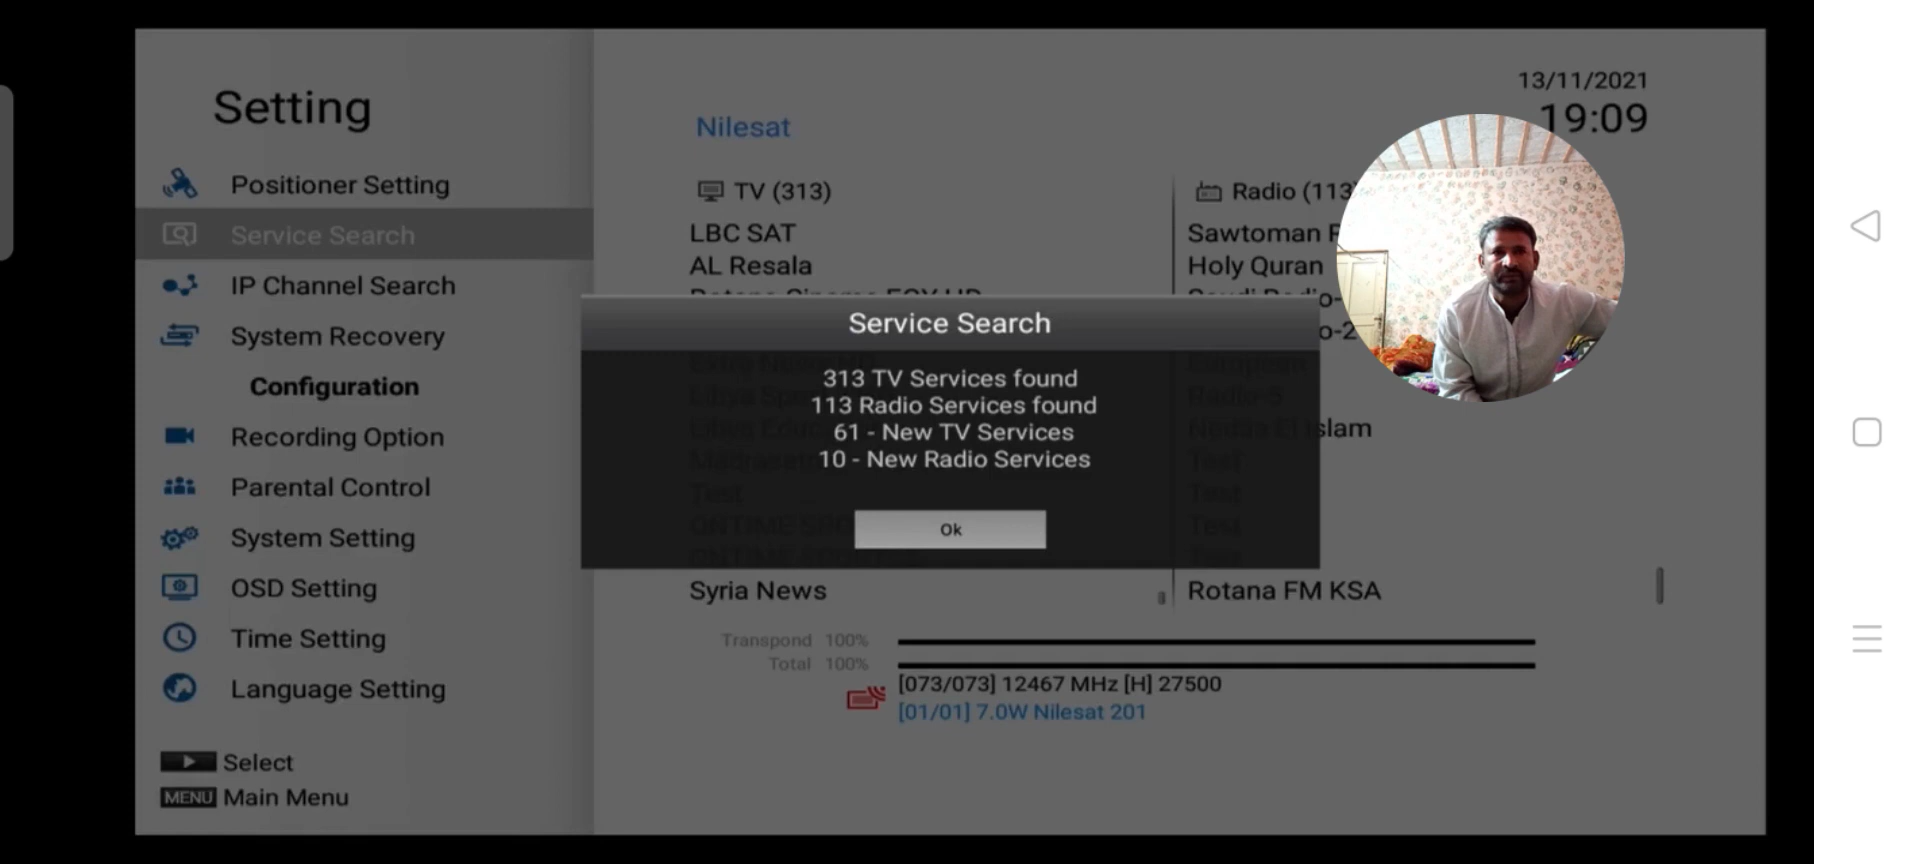 Setting
Positioner Setting
Service Search
IP Channel Search
System Recovery
Configuration
Recording Option
Parental Control
System Setting
OSD Setting
Time Setting
Language Setting
Select
MENU Main Menu
13/11/2021
19:09
Nilesat
TV (313)
LBC SAT
AL Resala
Radio (113)
Sawtoman
Holy Quran
Service Search
313 TV Services found
113 Radio Services found
61 - New TV Services
10 - New Radio Services
Ok
Syria News
Rotana FM KSA
Transpond 100%
Total 100%
[073/073] 12467 MHz [H] 27500
[01/01] 7.0W Nilesat 201